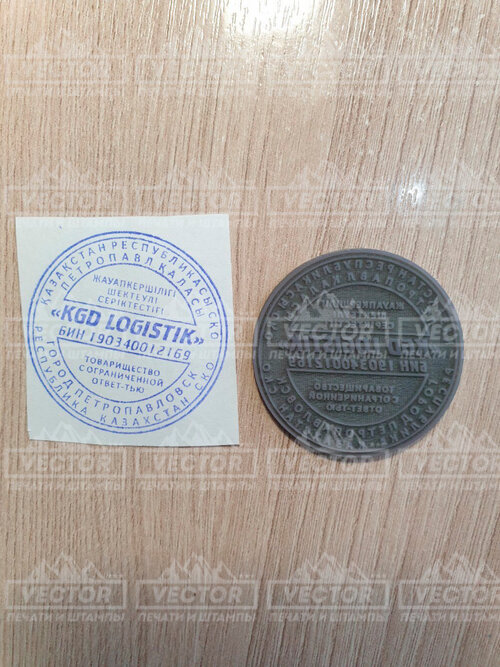 ҚАЗАҚСТАН РЕСПУБЛИКАСЫ СҚО
ПЕТРОПАВЛ ҚАЛАСЫ
ЖАУАПКЕРШІЛІГІ
ШЕКТЕУЛІ
СЕРІКТЕСТІГІ
«KGD LOGISTIK»
БИН 190340012169
ТОВАРИЩЕСТВО
С ОГРАНИЧЕННОЙ
ОТВЕТ-ТЬЮ
ГОРОД ПЕТРОПАВЛОВСК
РЕСПУБЛИКА КАЗАХСТАН СКО
VECTOR
ПЕЧАТИ И ШТАМПЫ